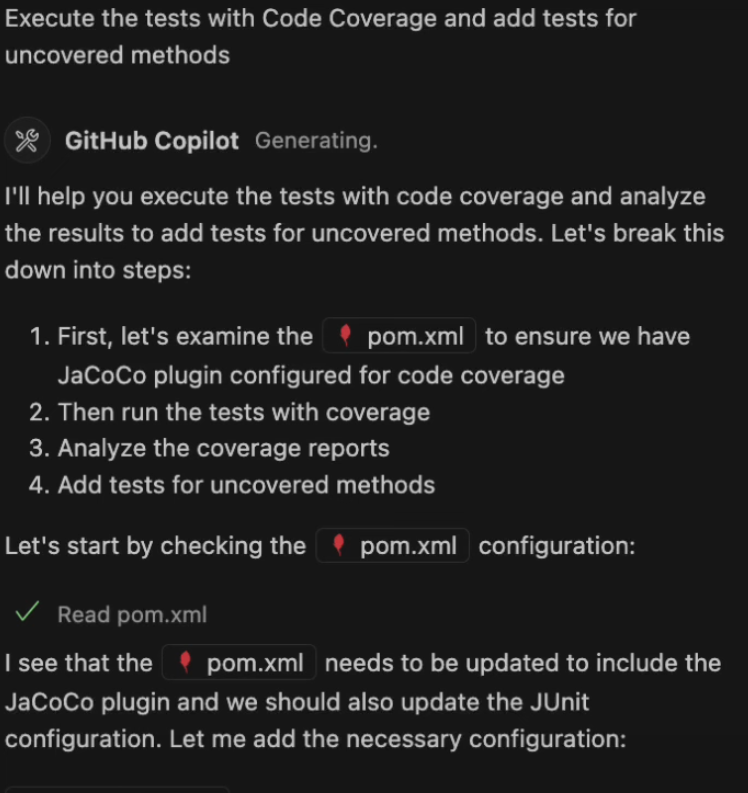 Execute the tests with Code Coverage and add tests for
uncovered methods
GitHub Copilot Generating.
I'll help you execute the tests with code coverage and analyze
the results to add tests for uncovered methods. Let's break this
down into steps:
1. First, let's examine the pom.xml to ensure we have
JaCoCo plugin configured for code coverage
2. Then run the tests with coverage
3. Analyze the coverage reports
4. Add tests for uncovered methods
Let's start by checking the pom.xml configuration:
Read pom.xml
I see that the pom.xml needs to be updated to include the
JaCoCo plugin and we should also update the JUnit
configuration. Let me add the necessary configuration: